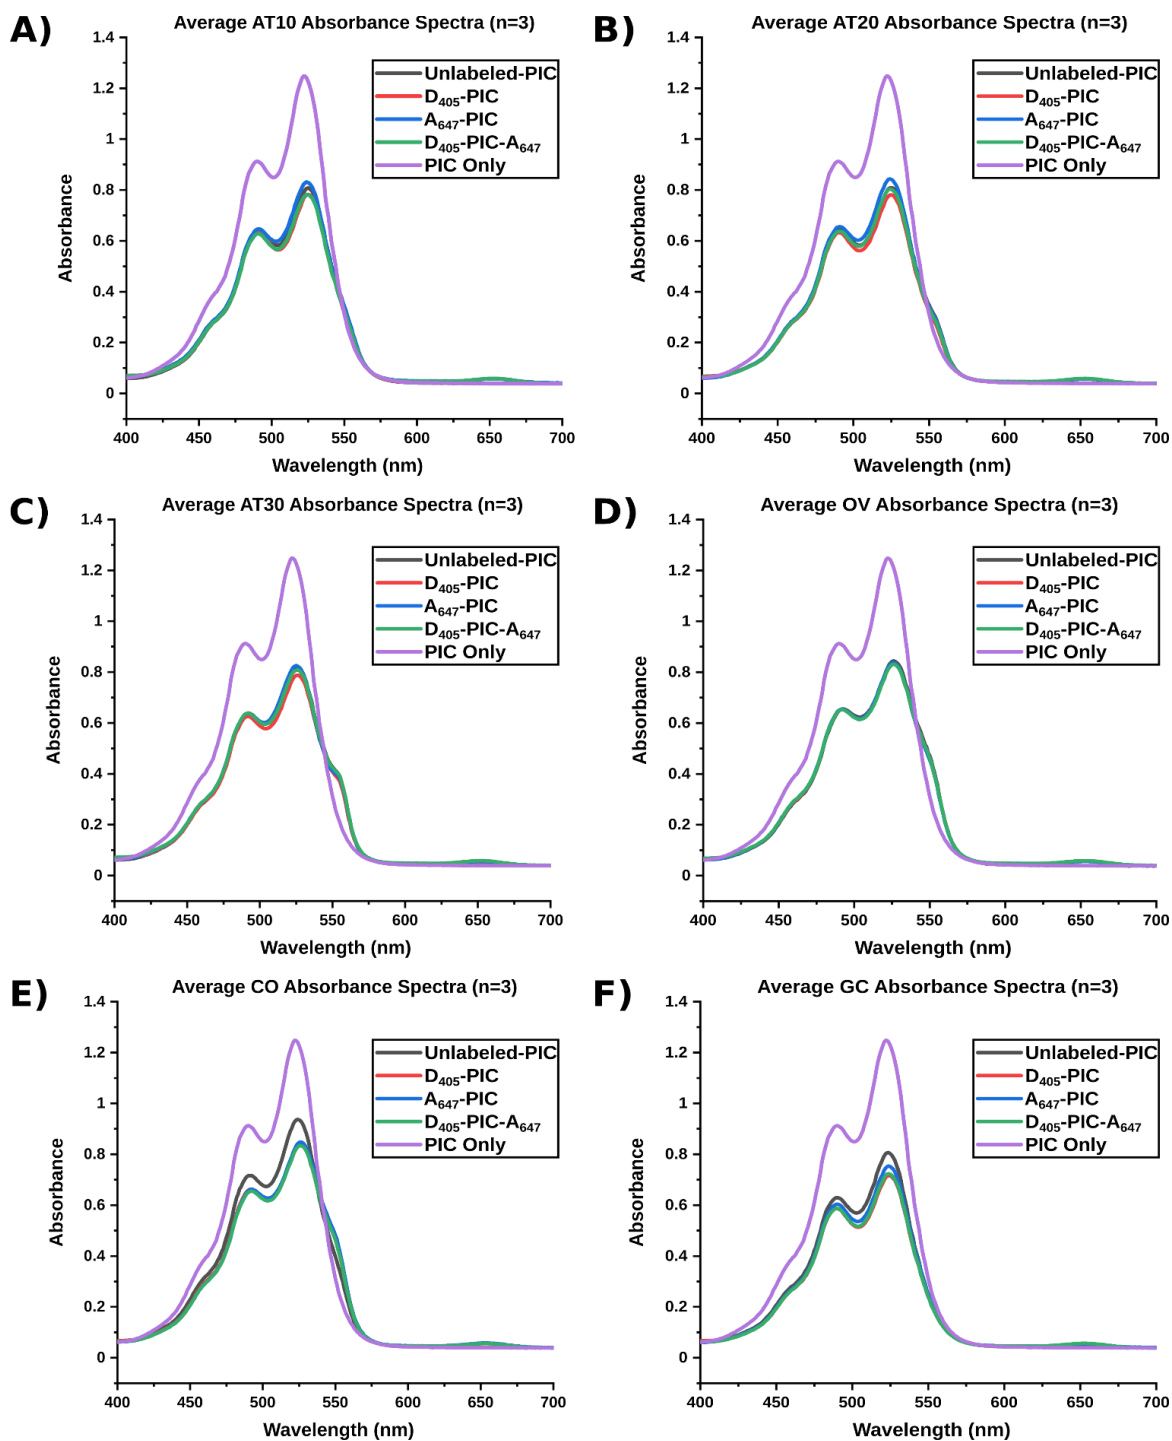 A)
Average AT10 Absorbance Spectra (n=3)
1.4
1.2
1
0.8
0.6
0.4
0.2
0
Absorbance
Unlabeled-PIC
D405-PIC
A647-PIC
D405-PIC-A647
PIC Only
400 450 500 550 600 650 700
Wavelength (nm)
B)
Average AT20 Absorbance Spectra (n=3)
1.4
1.2
1
0.8
0.6
0.4
0.2
0
Absorbance
Unlabeled-PIC
D405-PIC
A647-PIC
D405-PIC-A647
PIC Only
400 450 500 550 600 650 700
Wavelength (nm)
C)
Average AT30 Absorbance Spectra (n=3)
1.4
1.2
1
0.8
0.6
0.4
0.2
0
Absorbance
Unlabeled-PIC
D405-PIC
A647-PIC
D405-PIC-A647
PIC Only
400 450 500 550 600 650 700
Wavelength (nm)
D)
Average OV Absorbance Spectra (n=3)
1.4
1.2
1
0.8
0.6
0.4
0.2
0
Absorbance
Unlabeled-PIC
D405-PIC
A647-PIC
D405-PIC-A647
PIC Only
400 450 500 550 600 650 700
Wavelength (nm)
E)
Average CO Absorbance Spectra (n=3)
1.4
1.2
1
0.8
0.6
0.4
0.2
0
Absorbance
Unlabeled-PIC
D405-PIC
A647-PIC
D405-PIC-A647
PIC Only
400 450 500 550 600 650 700
Wavelength (nm)
F)
Average GC Absorbance Spectra (n=3)
1.4
1.2
1
0.8
0.6
0.4
0.2
0
Absorbance
Unlabeled-PIC
D405-PIC
A647-PIC
D405-PIC-A647
PIC Only
400 450 500 550 600 650 700
Wavelength (nm)